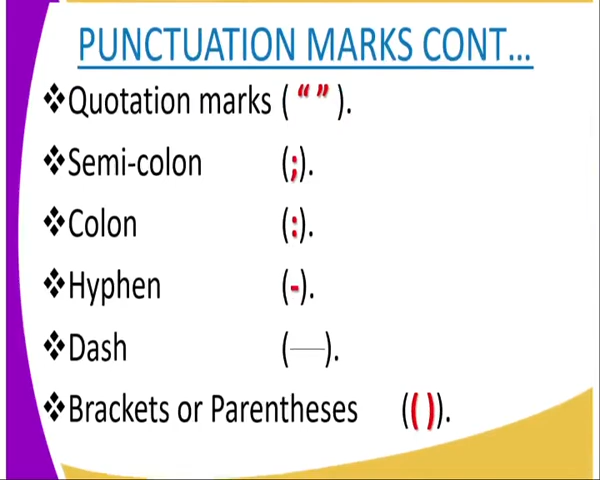 PUNCTUATION MARKS CONT...
❖Quotation marks ( “ ” ).
❖Semi-colon (;).
❖Colon (:).
❖Hyphen (-).
❖Dash (—).
❖Brackets or Parentheses (( )).